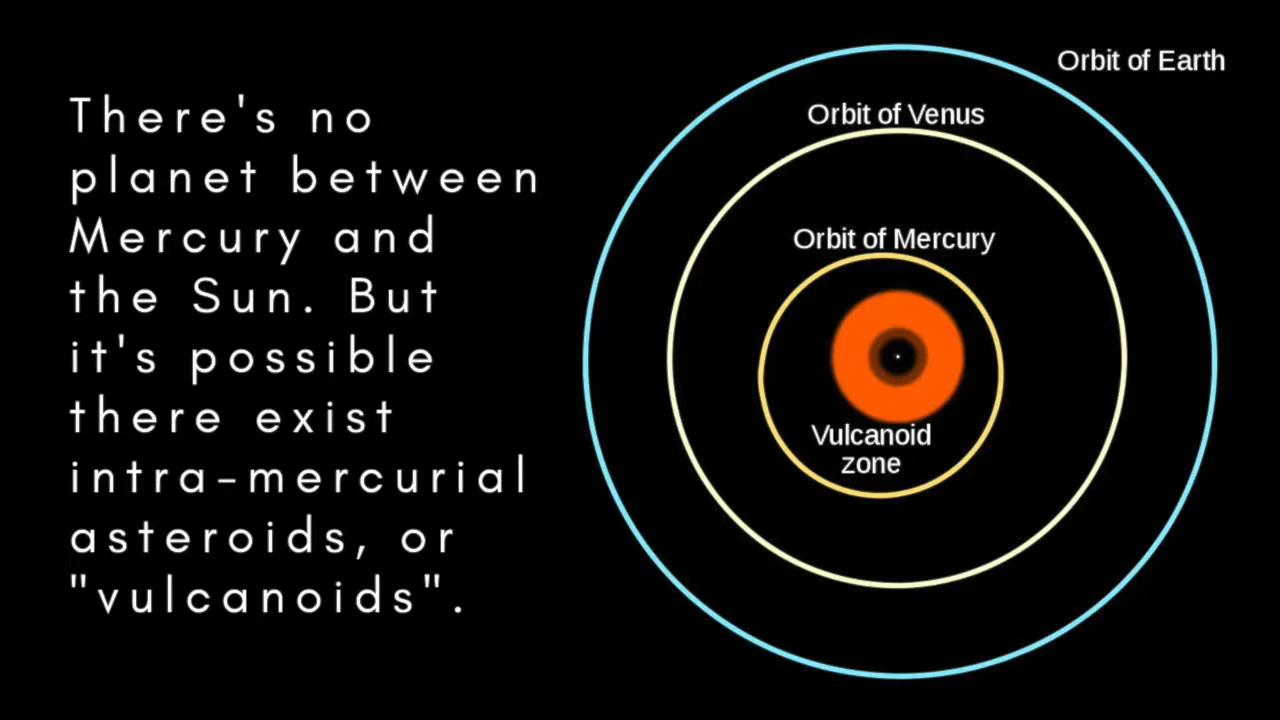 There's no
planet between
Mercury and
the Sun. But
it's possible
there exist
intra-mercurial
asteroids, or
"vulcanoids".
Orbit of Earth
Orbit of Venus
Orbit of Mercury
Vulcanoid
zone